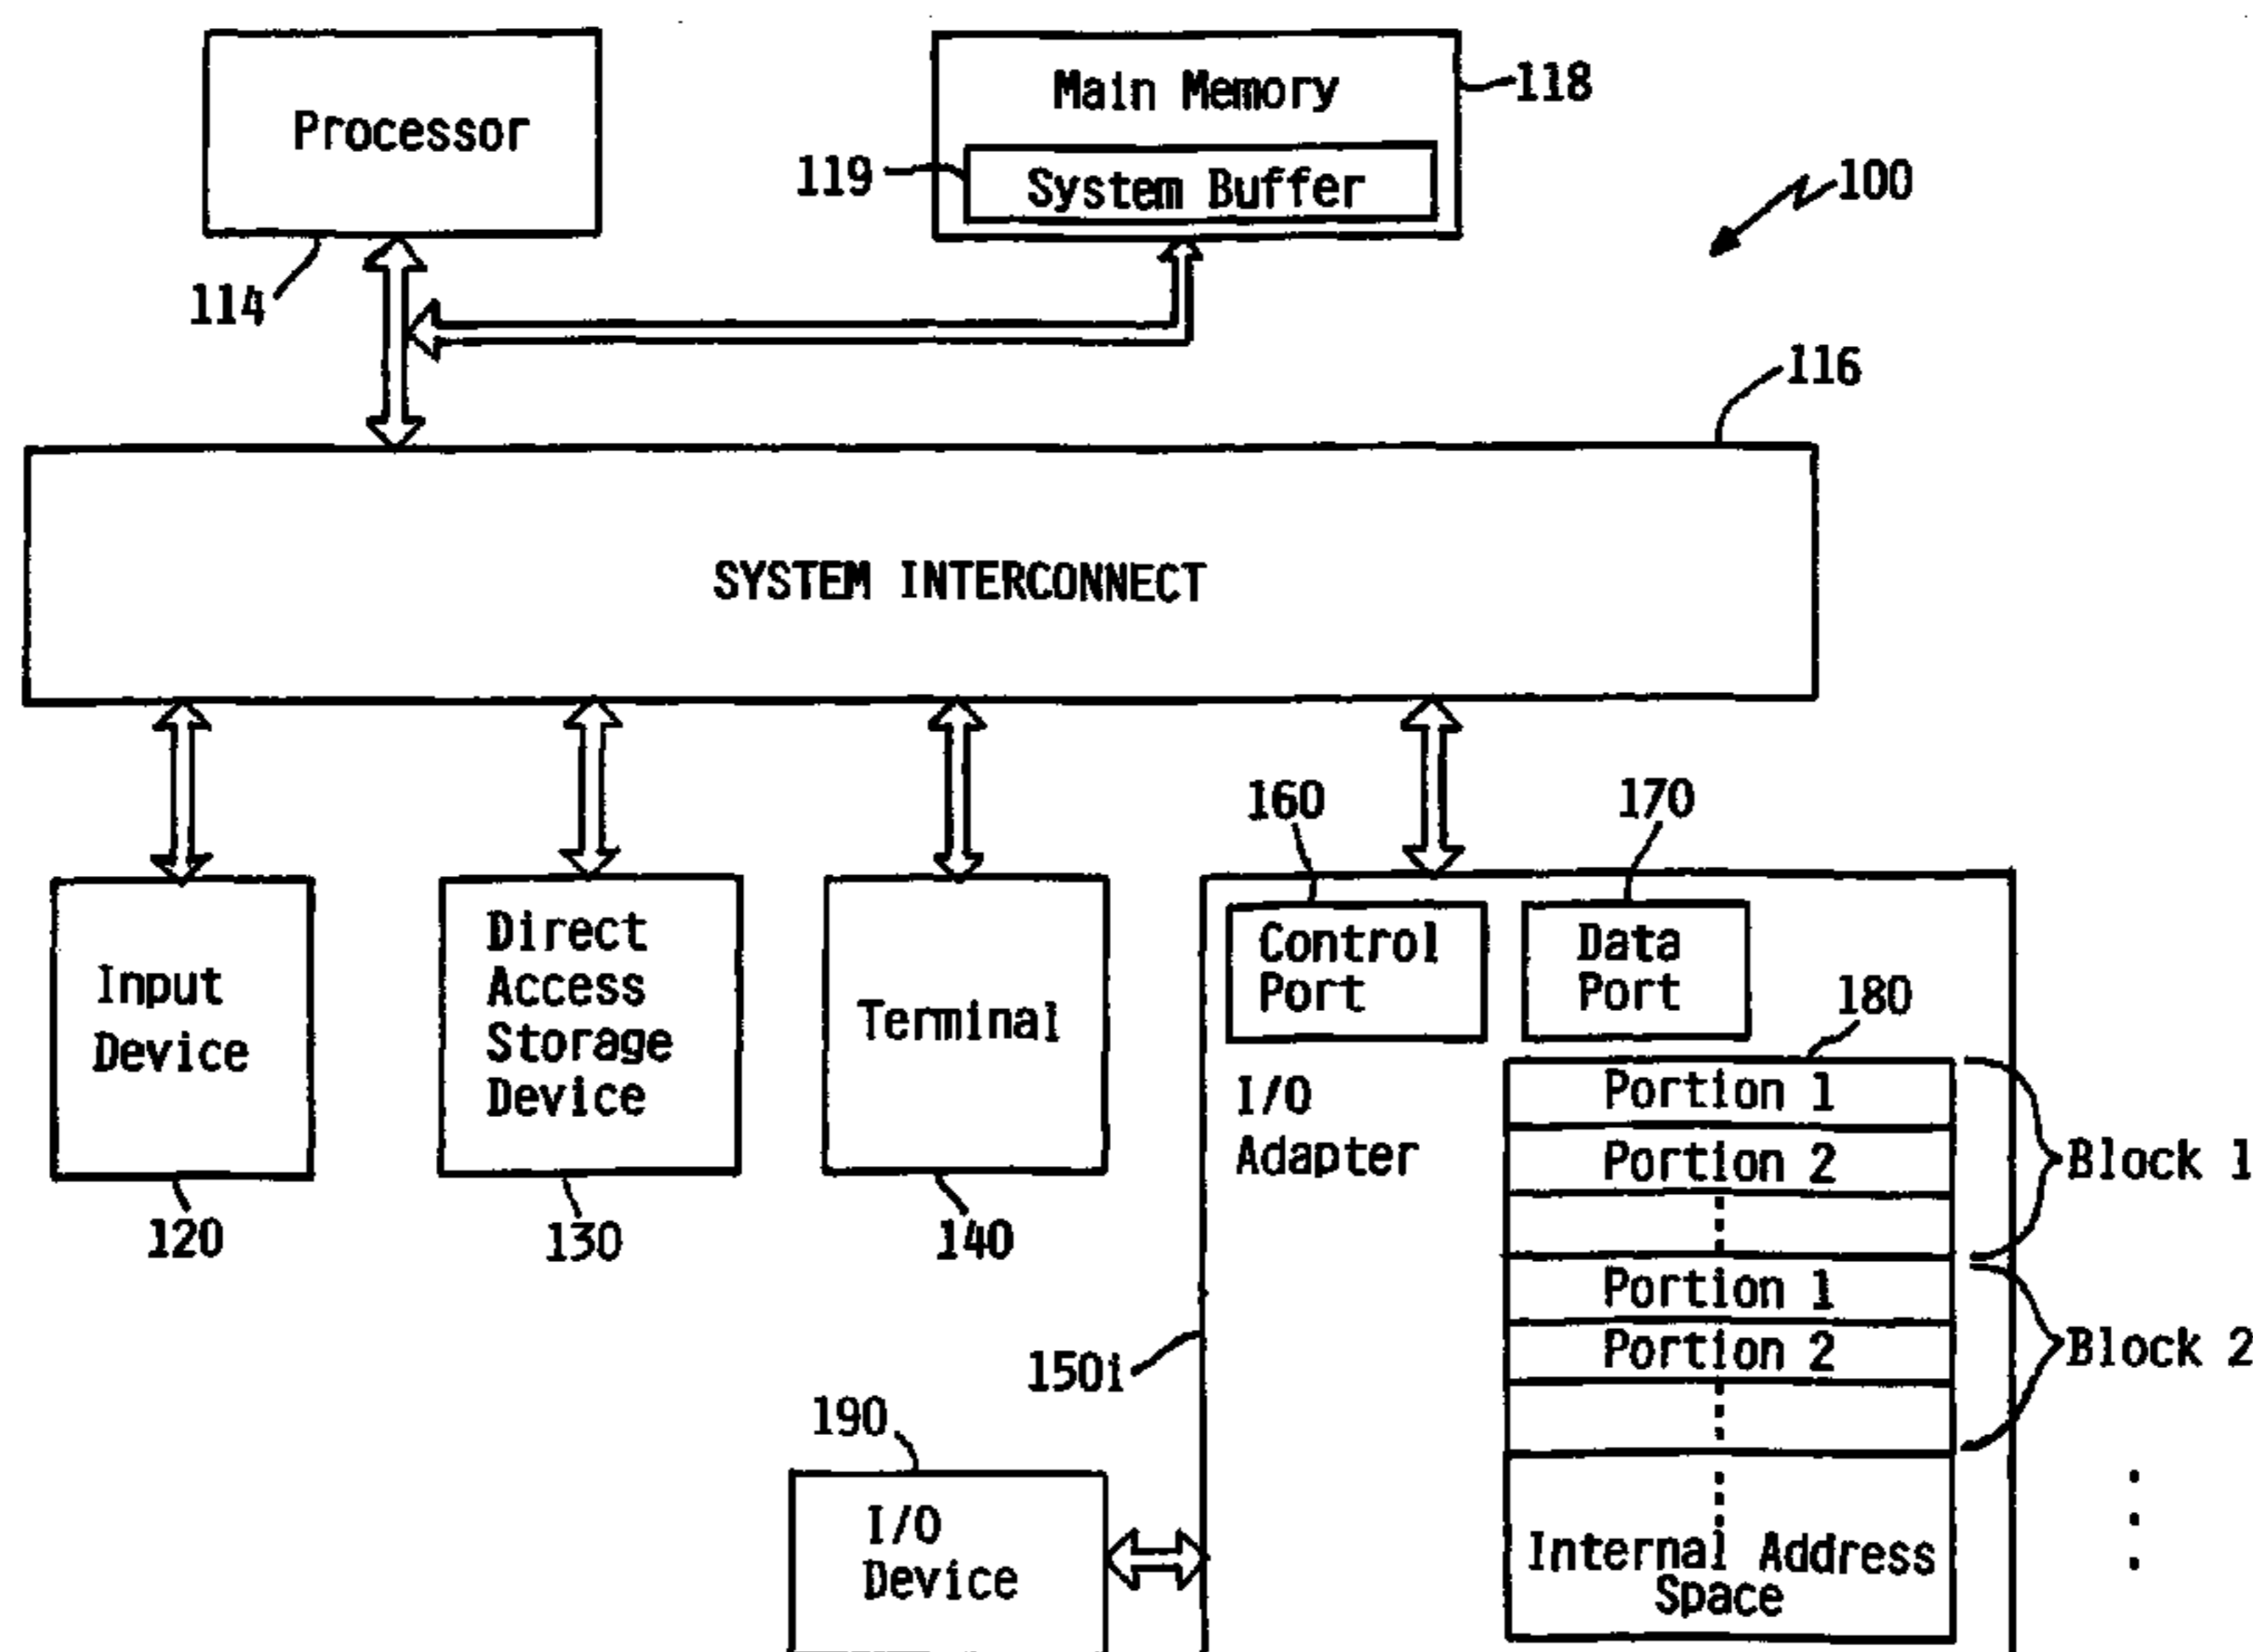 Processor
Main Memory
118
119
System Buffer
100
114
116
SYSTEM INTERCONNECT
160
170
Input
Device
Direct
Access
Storage
Device
Terminal
Control
Port
Data
Port
180
I/O
Adapter
Portion 1
Portion 2
Block 1
120
130
140
Portion 1
Portion 2
Block 2
150i
190
I/O
Device
Internal Address
Space